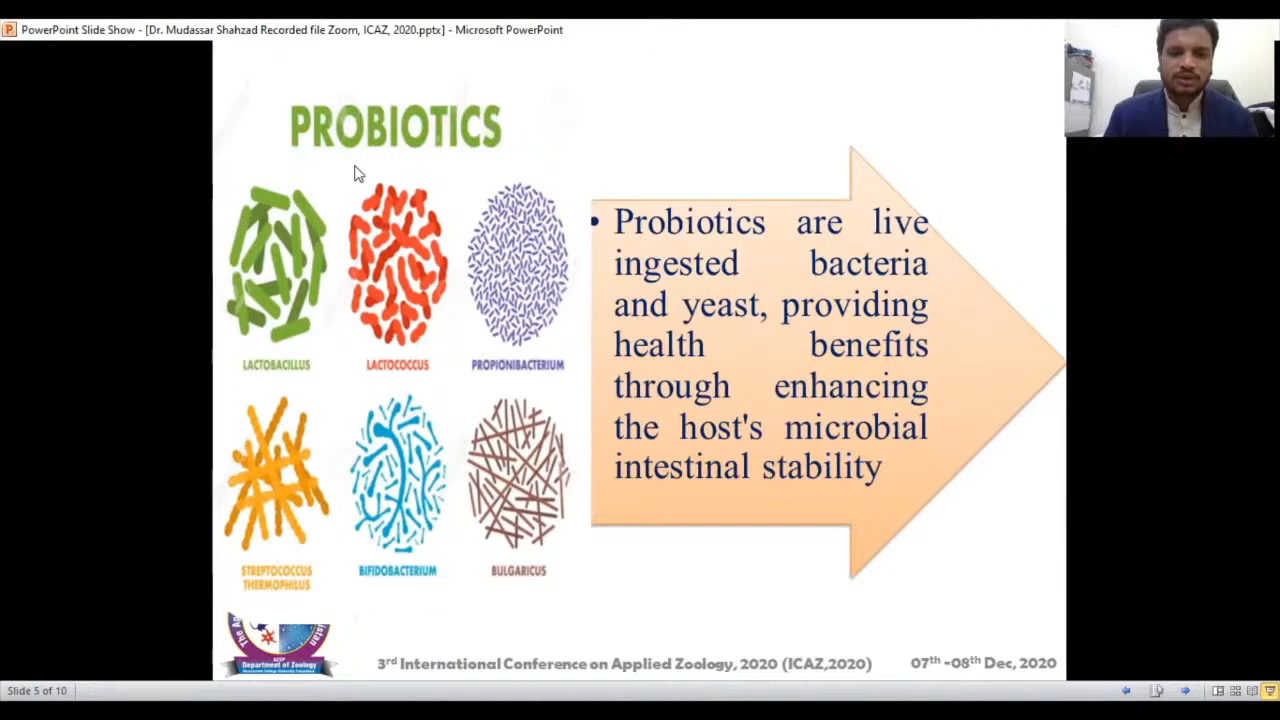 PowerPoint Slide Show - [Dr. Mudassar Shahzad Recorded file Zoom, ICAZ, 2020.pptx] - Microsoft PowerPoint
PROBIOTICS
LACTOBACILLUS
LACTOCOCCUS
PROPIONIBACTERIUM
STREPTOCOCCUS
THERMOPHILUS
BIFIDOBACTERIUM
BULGARICUS
• Probiotics are live
ingested bacteria
and yeast, providing
health benefits
through enhancing
the host's microbial
intestinal stability
Department of Zoology
3rd International Conference on Applied Zoology, 2020 (ICAZ,2020)
07th -08th Dec, 2020
Slide 5 of 10